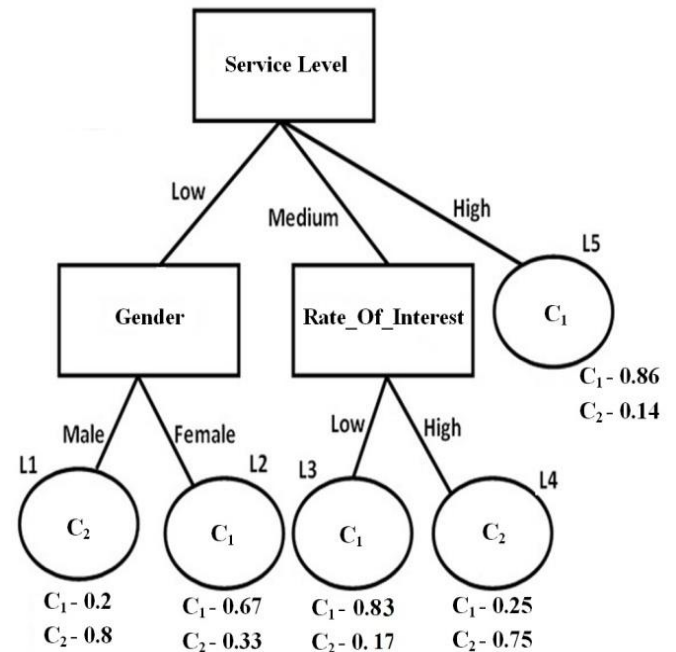 Service Level
Low
Medium
High
L5
Gender
Rate_Of_Interest
C₁
C₁ - 0.86
C₂ - 0.14
Male
Female
Low
High
L1
L2
L3
L4
C₂
C₁
C₁
C₂
C₁ - 0.2
C₂ - 0.8
C₁ - 0.67
C₂ - 0.33
C₁ - 0.83
C₂ - 0. 17
C₁ - 0.25
C₂ - 0.75